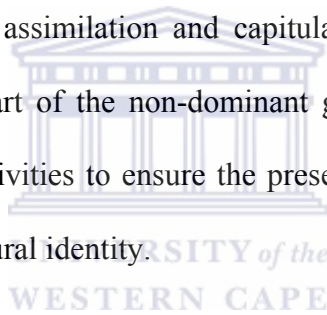 assimilation and capitula
art of the non-dominant g
ivities to ensure the prese
ural identity.
UNIVERSITY of the
WESTERN CAPE